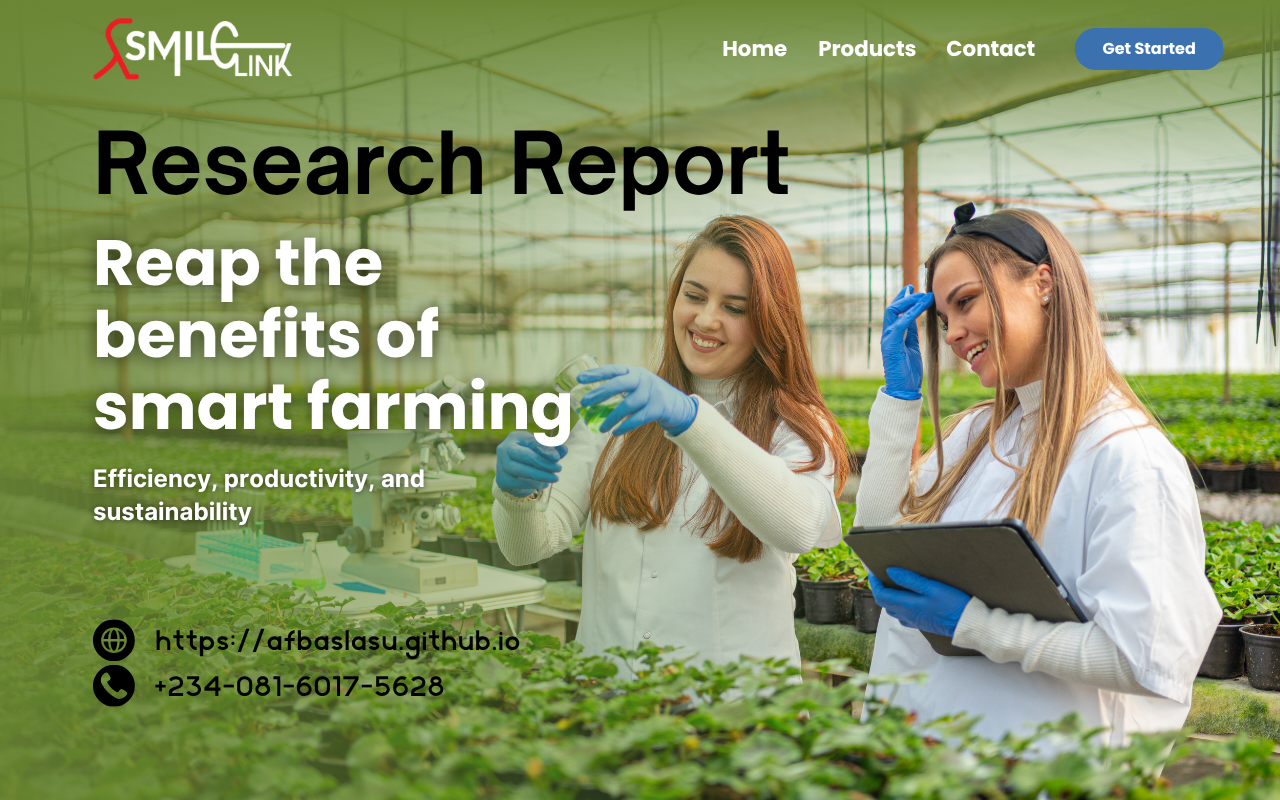 SMILE LINK
Home Products Contact Get Started
Research Report
Reap the
benefits of
smart farming
Efficiency, productivity, and
sustainability
https://afbaslasu.github.io
+234-081-6017-5628